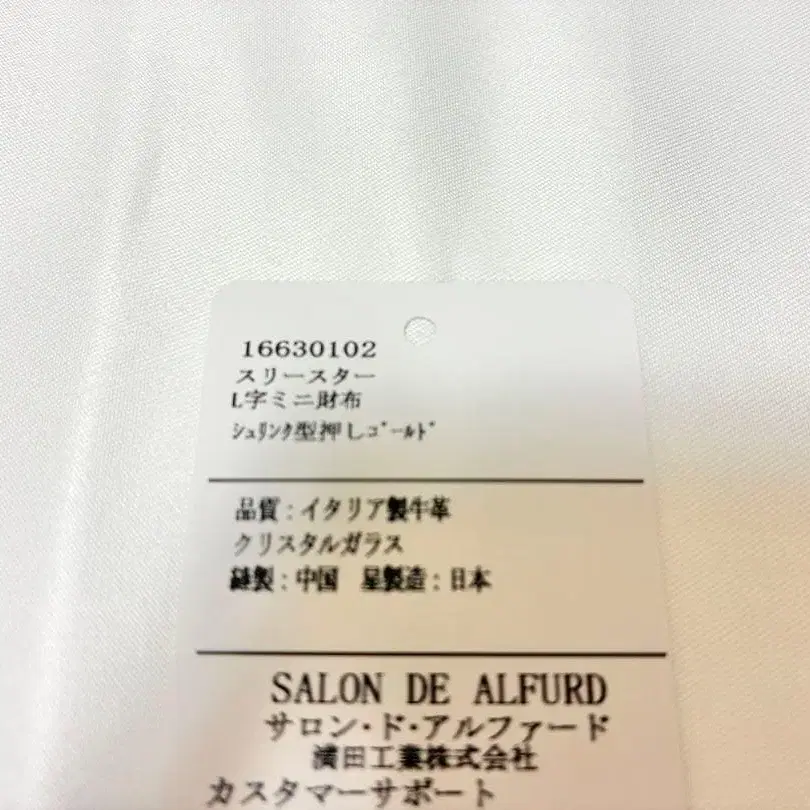 16630102
スリースター
L字ミニ財布
ｼｭﾘﾝｸ型押しｺﾞｰﾙﾄﾞ
品質：イタリア製牛革
クリスタルガラス
縫製：中国 星製造：日本
SALON DE ALFURD
サロン・ド・アルファード
濱田工業株式会社
カスタマーサポート